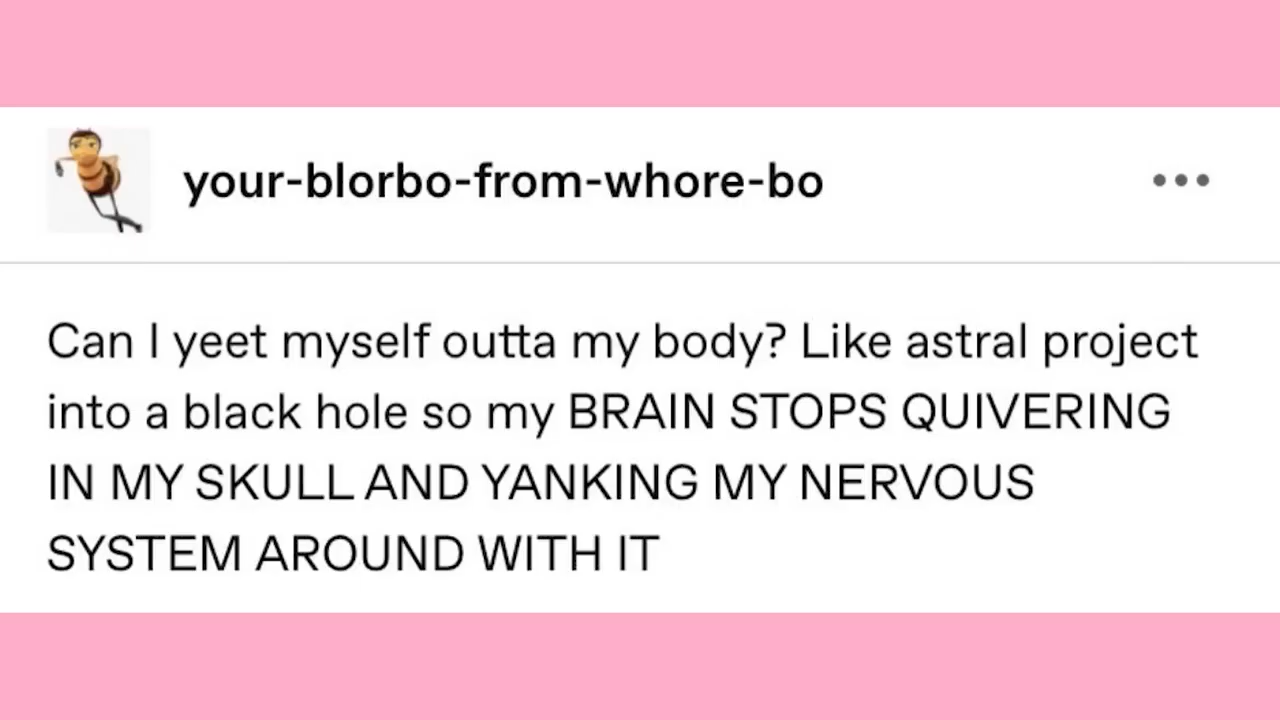 your-blorbo-from-whore-bo
Can I yeet myself outta my body? Like astral project
into a black hole so my BRAIN STOPS QUIVERING
IN MY SKULL AND YANKING MY NERVOUS
SYSTEM AROUND WITH IT